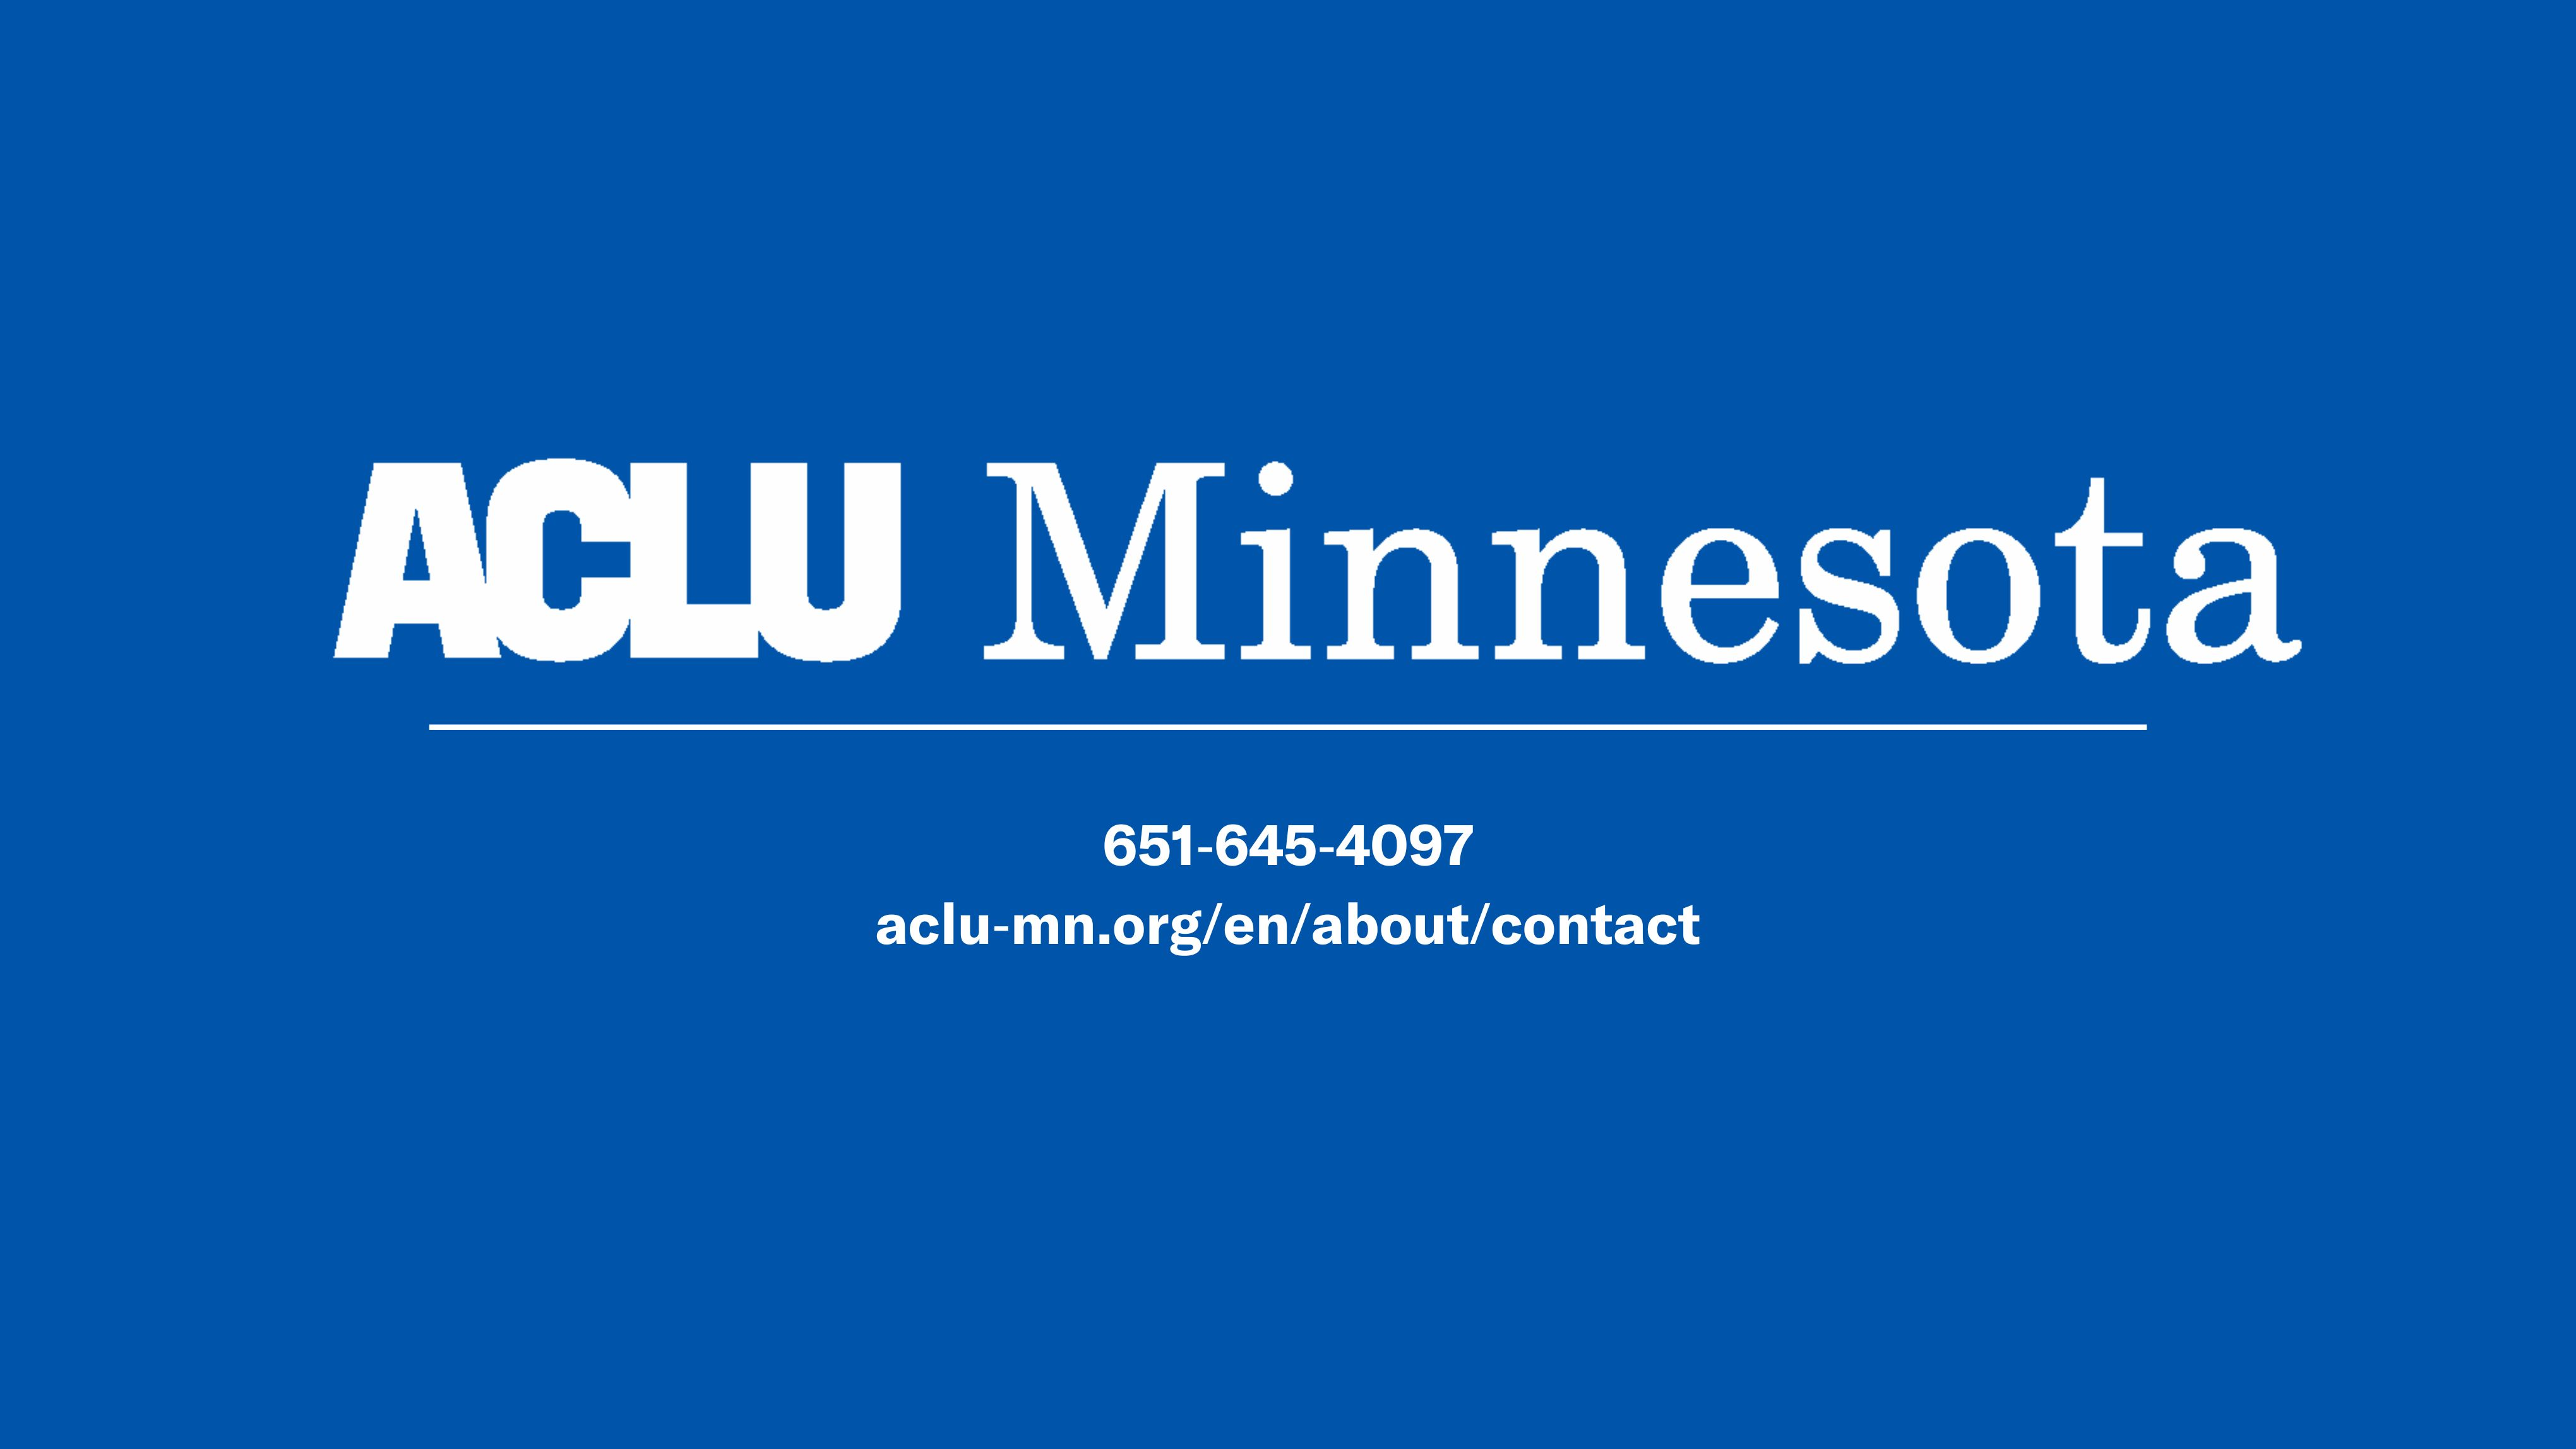 ACLU Minnesota
651-645-4097
aclu-mn.org/en/about/contact